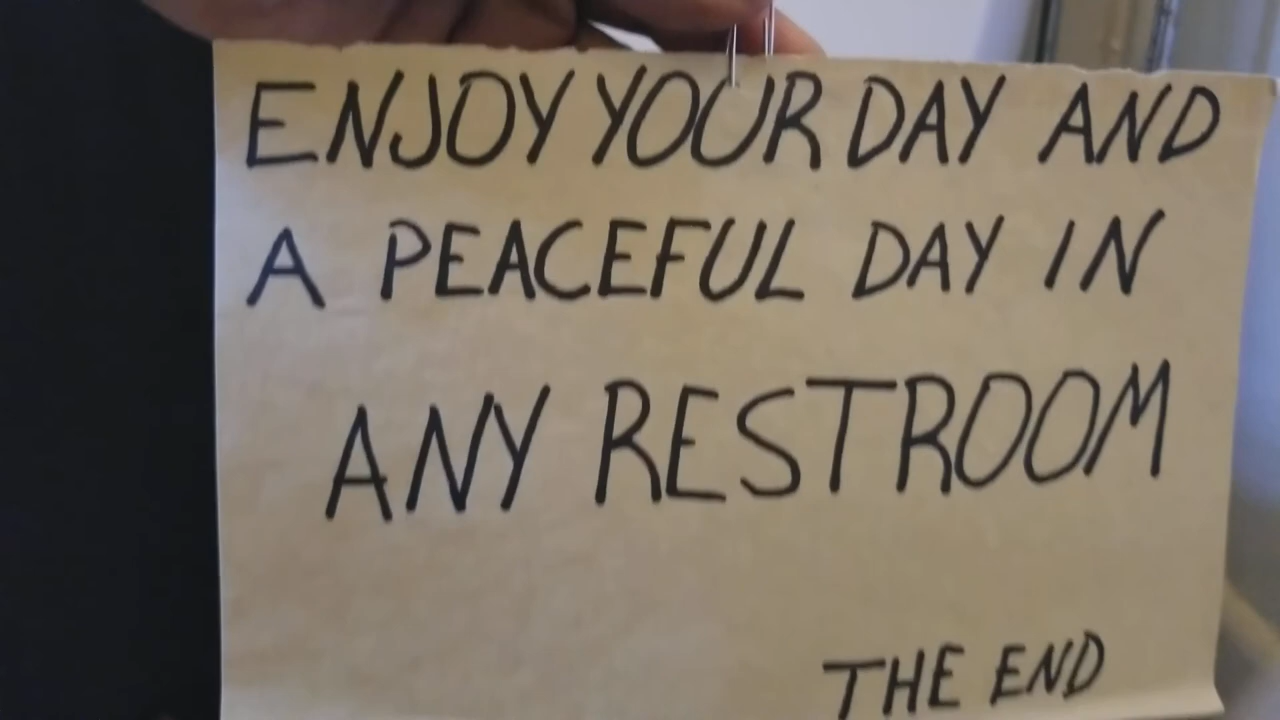 ENJOY YOUR DAY AND
A PEACEFUL DAY IN
ANY RESTROOM
THE END